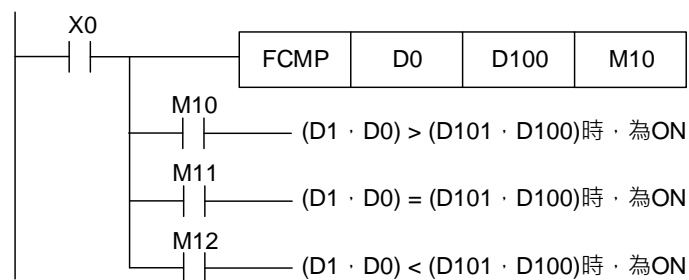 X0
FCMP D0 D100 M10
M10
(D1，D0) > (D101，D100)時，為ON
M11
(D1，D0) = (D101，D100)時，為ON
M12
(D1，D0) < (D101，D100)時，為ON